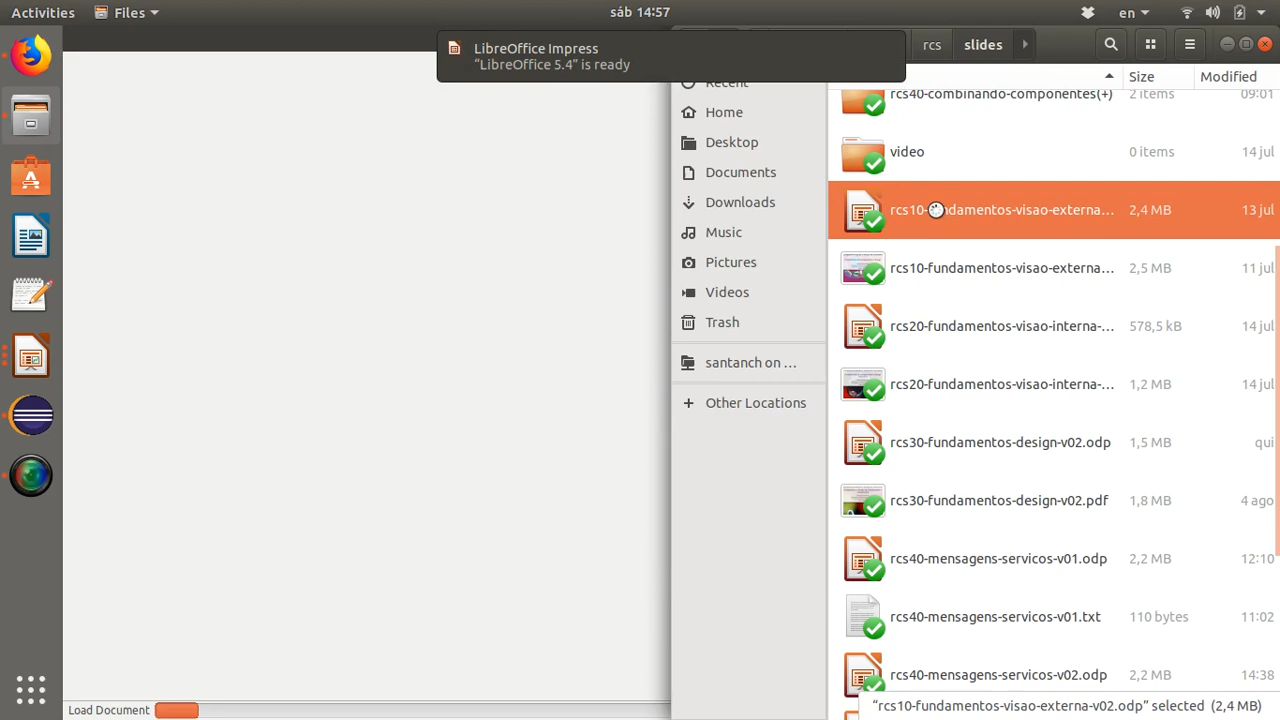 Activities
Files
sáb 14:57
en
LibreOffice Impress
“LibreOffice 5.4” is ready
rcs
slides
Size
Modified
Recent
Home
Desktop
Documents
Downloads
Music
Pictures
Videos
Trash
santanch on …
+ Other Locations
rcs40-combinando-componentes(+) 2 items 09:01
video 0 items 14 jul
rcs10-fundamentos-visao-externa… 2,4 MB 13 jul
rcs10-fundamentos-visao-externa… 2,5 MB 11 jul
rcs20-fundamentos-visao-interna-… 578,5 kB 14 jul
rcs20-fundamentos-visao-interna-… 1,2 MB 14 jul
rcs30-fundamentos-design-v02.odp 1,5 MB qui
rcs30-fundamentos-design-v02.pdf 1,8 MB 4 ago
rcs40-mensagens-servicos-v01.odp 2,2 MB 12:10
rcs40-mensagens-servicos-v01.txt 110 bytes 11:02
rcs40-mensagens-servicos-v02.odp 2,2 MB 14:38
“rcs10-fundamentos-visao-externa-v02.odp” selected (2,4 MB)
Load Document